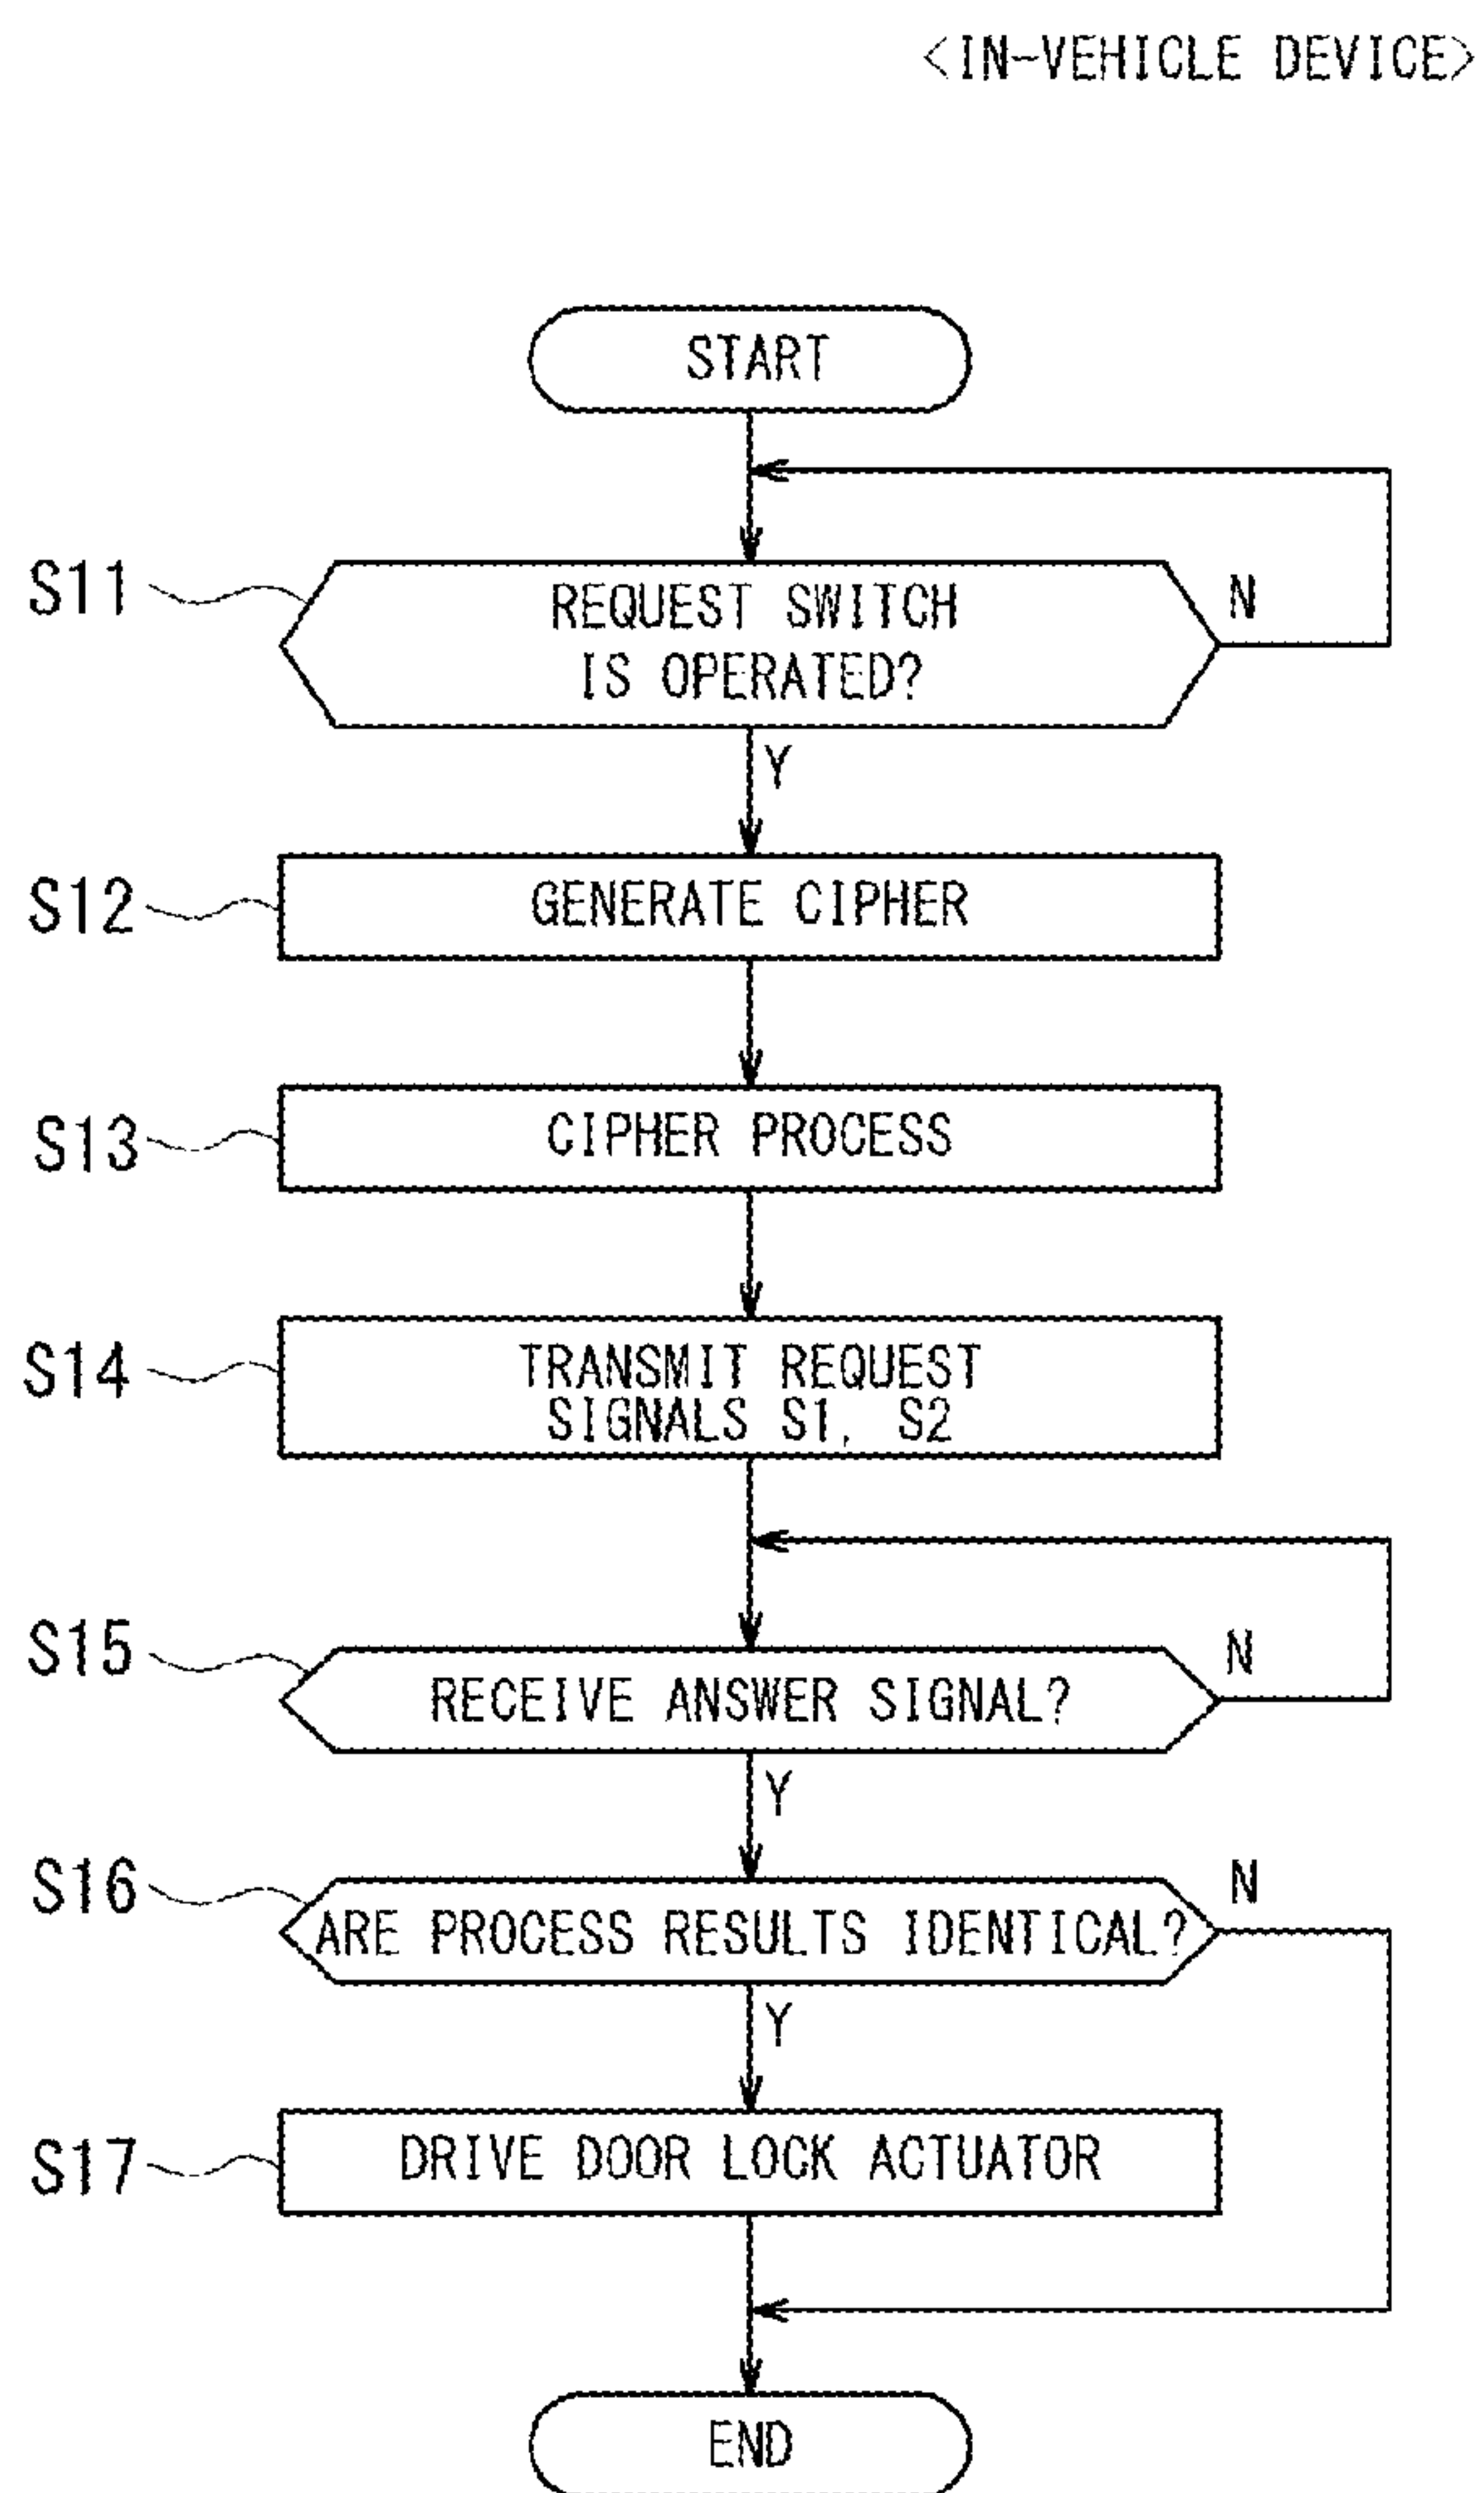 <IN-VEHICLE DEVICE>
START
S11
REQUEST SWITCH
IS OPERATED?
N
Y
S12
GENERATE CIPHER
S13
CIPHER PROCESS
S14
TRANSMIT REQUEST
SIGNALS S1, S2
S15
RECEIVE ANSWER SIGNAL?
N
Y
S16
ARE PROCESS RESULTS IDENTICAL?
N
Y
S17
DRIVE DOOR LOCK ACTUATOR
END